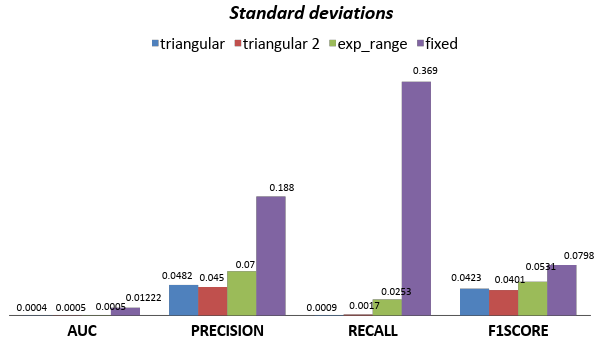 Standard deviations
triangular triangular 2 exp_range fixed
0.369
0.188
0.0482 0.045 0.07
0.0423 0.0401 0.0531 0.0798
0.0004 0.0005 0.0005 0.01222
0.0009 0.0017 0.0253
AUC PRECISION RECALL F1SCORE